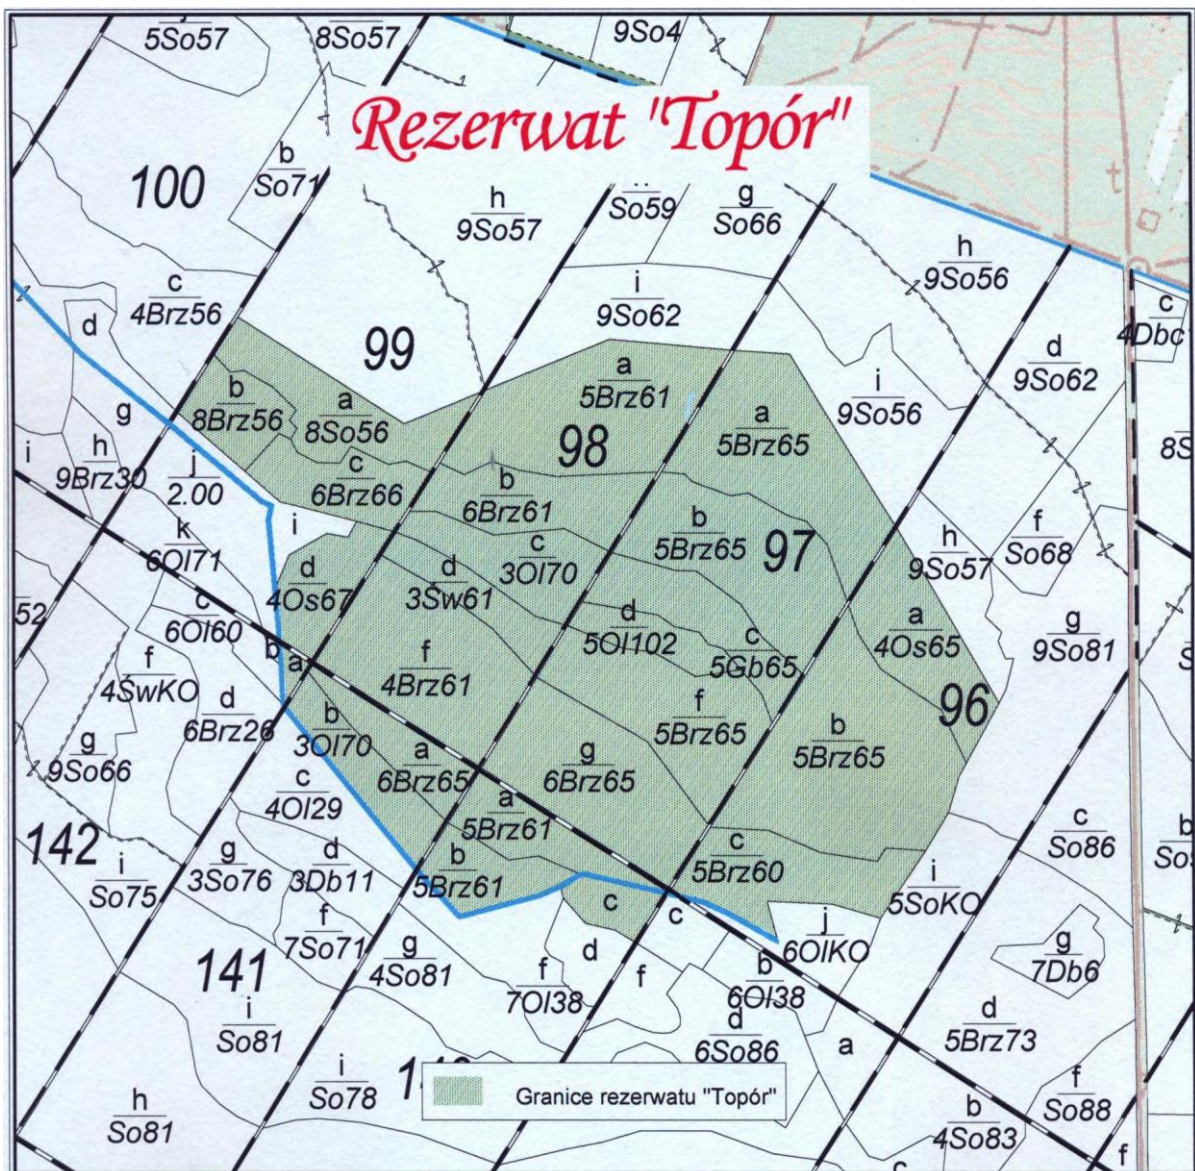 j
5So57
8So57
9So4
Rezerwat "Topór"
100
b
So71
h
9So57
So59
g
So66
t
h
9So56
c
4Brz56
i
9So62
c
4Dbc
d
99
d
9So62
a
5Brz61
i
9So56
g
b
8Brz56
a
8So56
98
a
5Brz65
8S
i
h
9Brz30
j
2.00
c
6Brz66
b
6Brz61
b
5Brz65
97
i
k
6Ol71
c
3Ol70
h
9So57
f
So68
d
4Os67
d
3Św61
52
c
6Ol60
d
5Ol102
c
5Gb65
a
4Os65
g
9So81
b
a
f
4ŚwKO
f
4Brz61
96
d
6Brz26
b
3Ol70
f
5Brz65
b
5Brz65
g
9So66
a
6Brz65
g
6Brz65
c
4Ol29
a
5Brz61
c
So86
b
142
i
So75
g
3So76
d
3Db11
b
5Brz61
c
5Brz60
i
5SoKO
c
c
f
7So71
j
6OlKO
d
g
7Db6
141
g
4So81
f
7Ol38
f
b
6Ol38
i
So81
d
6So86
a
d
5Brz73
i
So78
Granice rezerwatu "Topór"
f
So88
h
So81
b
4So83
c
f